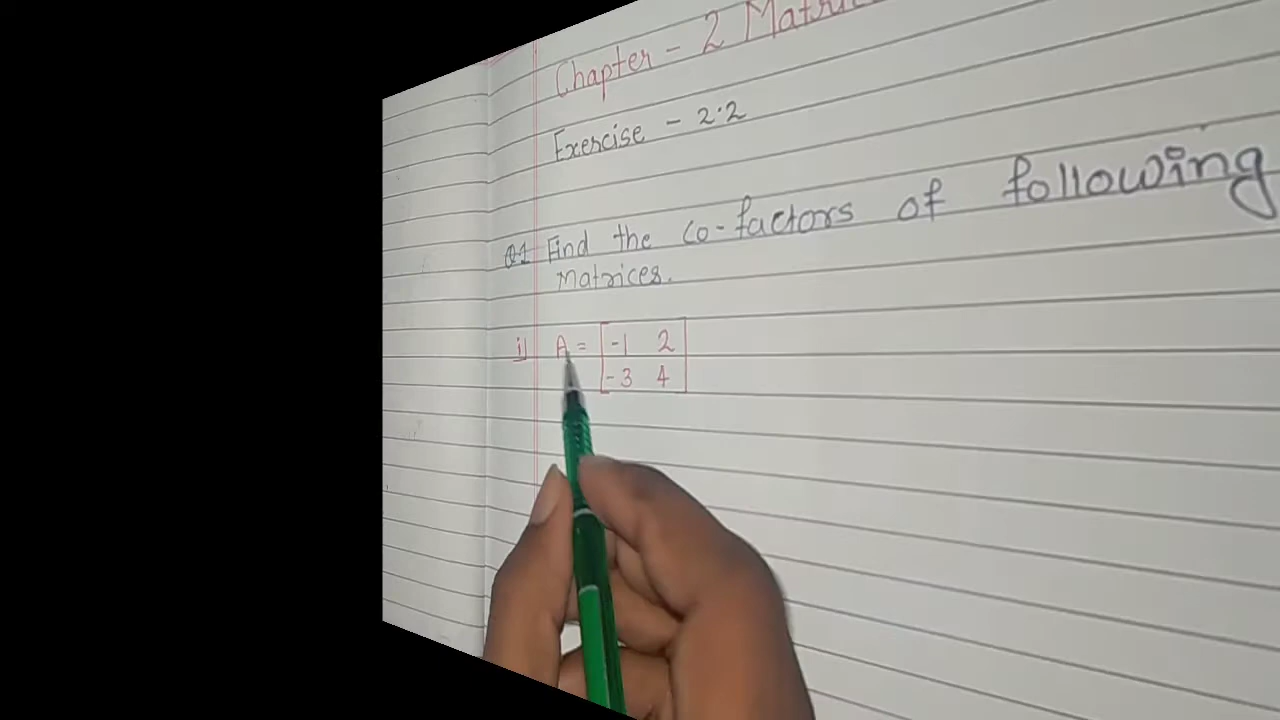 Chapter - 2 Matri
Exercise - 2.2
Q1 Find the co-factors of following
Matrices.
i) A = [-1 2
-3 4]